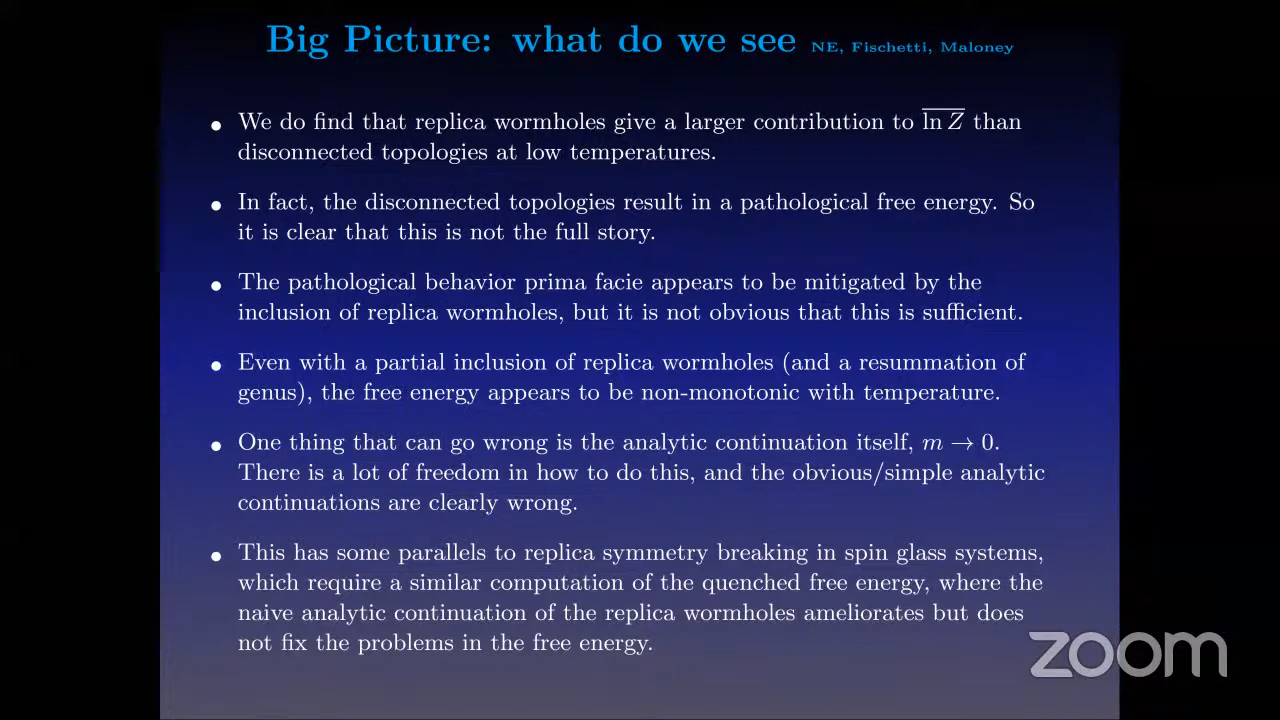 Big Picture: what do we see NE, Fischetti, Maloney
• We do find that replica wormholes give a larger contribution to $\overline{\ln Z}$ than
disconnected topologies at low temperatures.
• In fact, the disconnected topologies result in a pathological free energy. So
it is clear that this is not the full story.
• The pathological behavior prima facie appears to be mitigated by the
inclusion of replica wormholes, but it is not obvious that this is sufficient.
• Even with a partial inclusion of replica wormholes (and a resummation of
genus), the free energy appears to be non-monotonic with temperature.
• One thing that can go wrong is the analytic continuation itself, m → 0.
There is a lot of freedom in how to do this, and the obvious/simple analytic
continuations are clearly wrong.
• This has some parallels to replica symmetry breaking in spin glass systems,
which require a similar computation of the quenched free energy, where the
naive analytic continuation of the replica wormholes ameliorates but does
not fix the problems in the free energy.
zoom